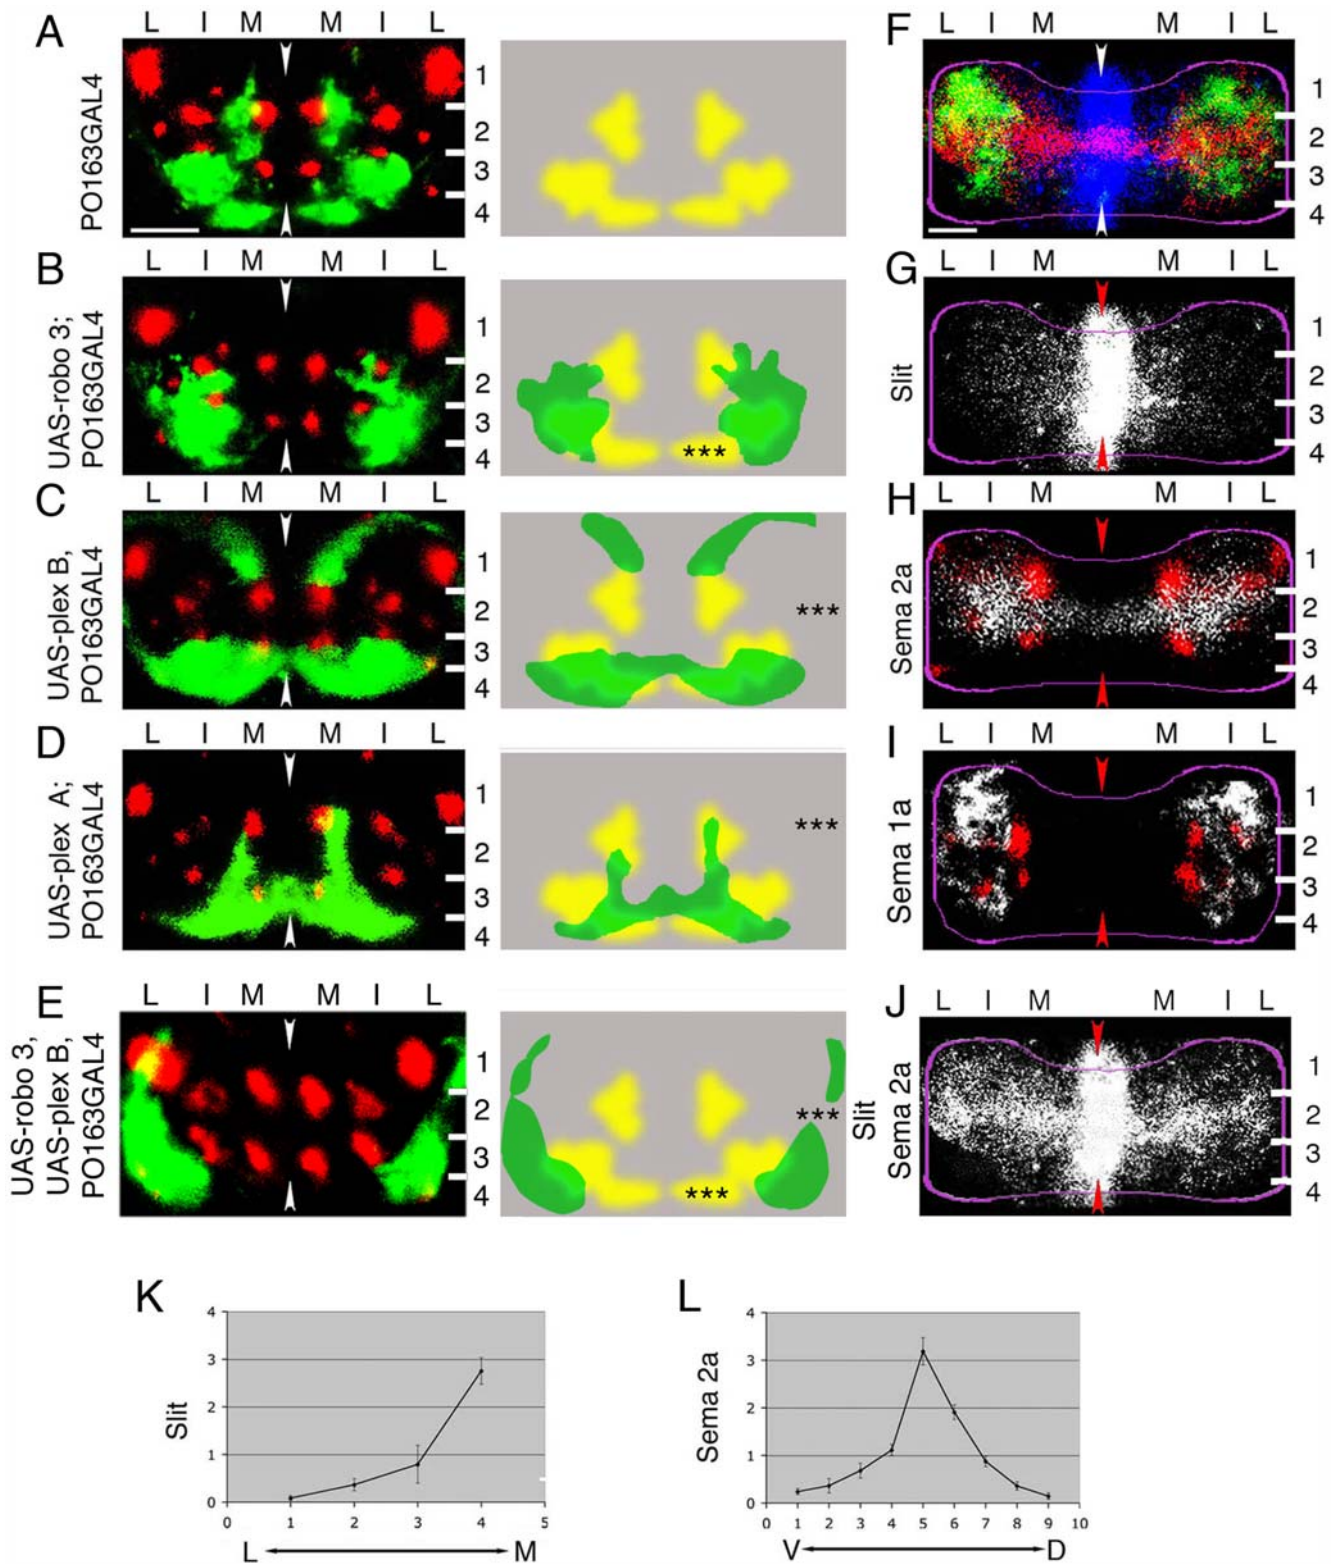 A
L I M M I L
PO163GAL4
1
2
3
4
B
L I M M I L
UAS-robo 3;
PO163GAL4
1
2
3
4
***
C
L I M M I L
UAS-plex B,
PO163GAL4
1
2
3
4
***
D
L I M M I L
UAS-plex A;
PO163GAL4
1
2
3
4
***
E
L I M M I L
UAS-robo 3,
UAS-plex B,
PO163GAL4
1
2
3
4
***
***
F
L I M M I L
1
2
3
4
G
L I M M I L
Slit
1
2
3
4
H
L I M M I L
Sema 2a
1
2
3
4
I
L I M M I L
Sema 1a
1
2
3
4
J
L I M M I L
Slit
Sema 2a
1
2
3
4
K
Slit
4
3
2
1
0
0 1 2 3 4 5
L M
L
Sema 2a
4
3
2
1
0
0 1 2 3 4 5 6 7 8 9 10
V D